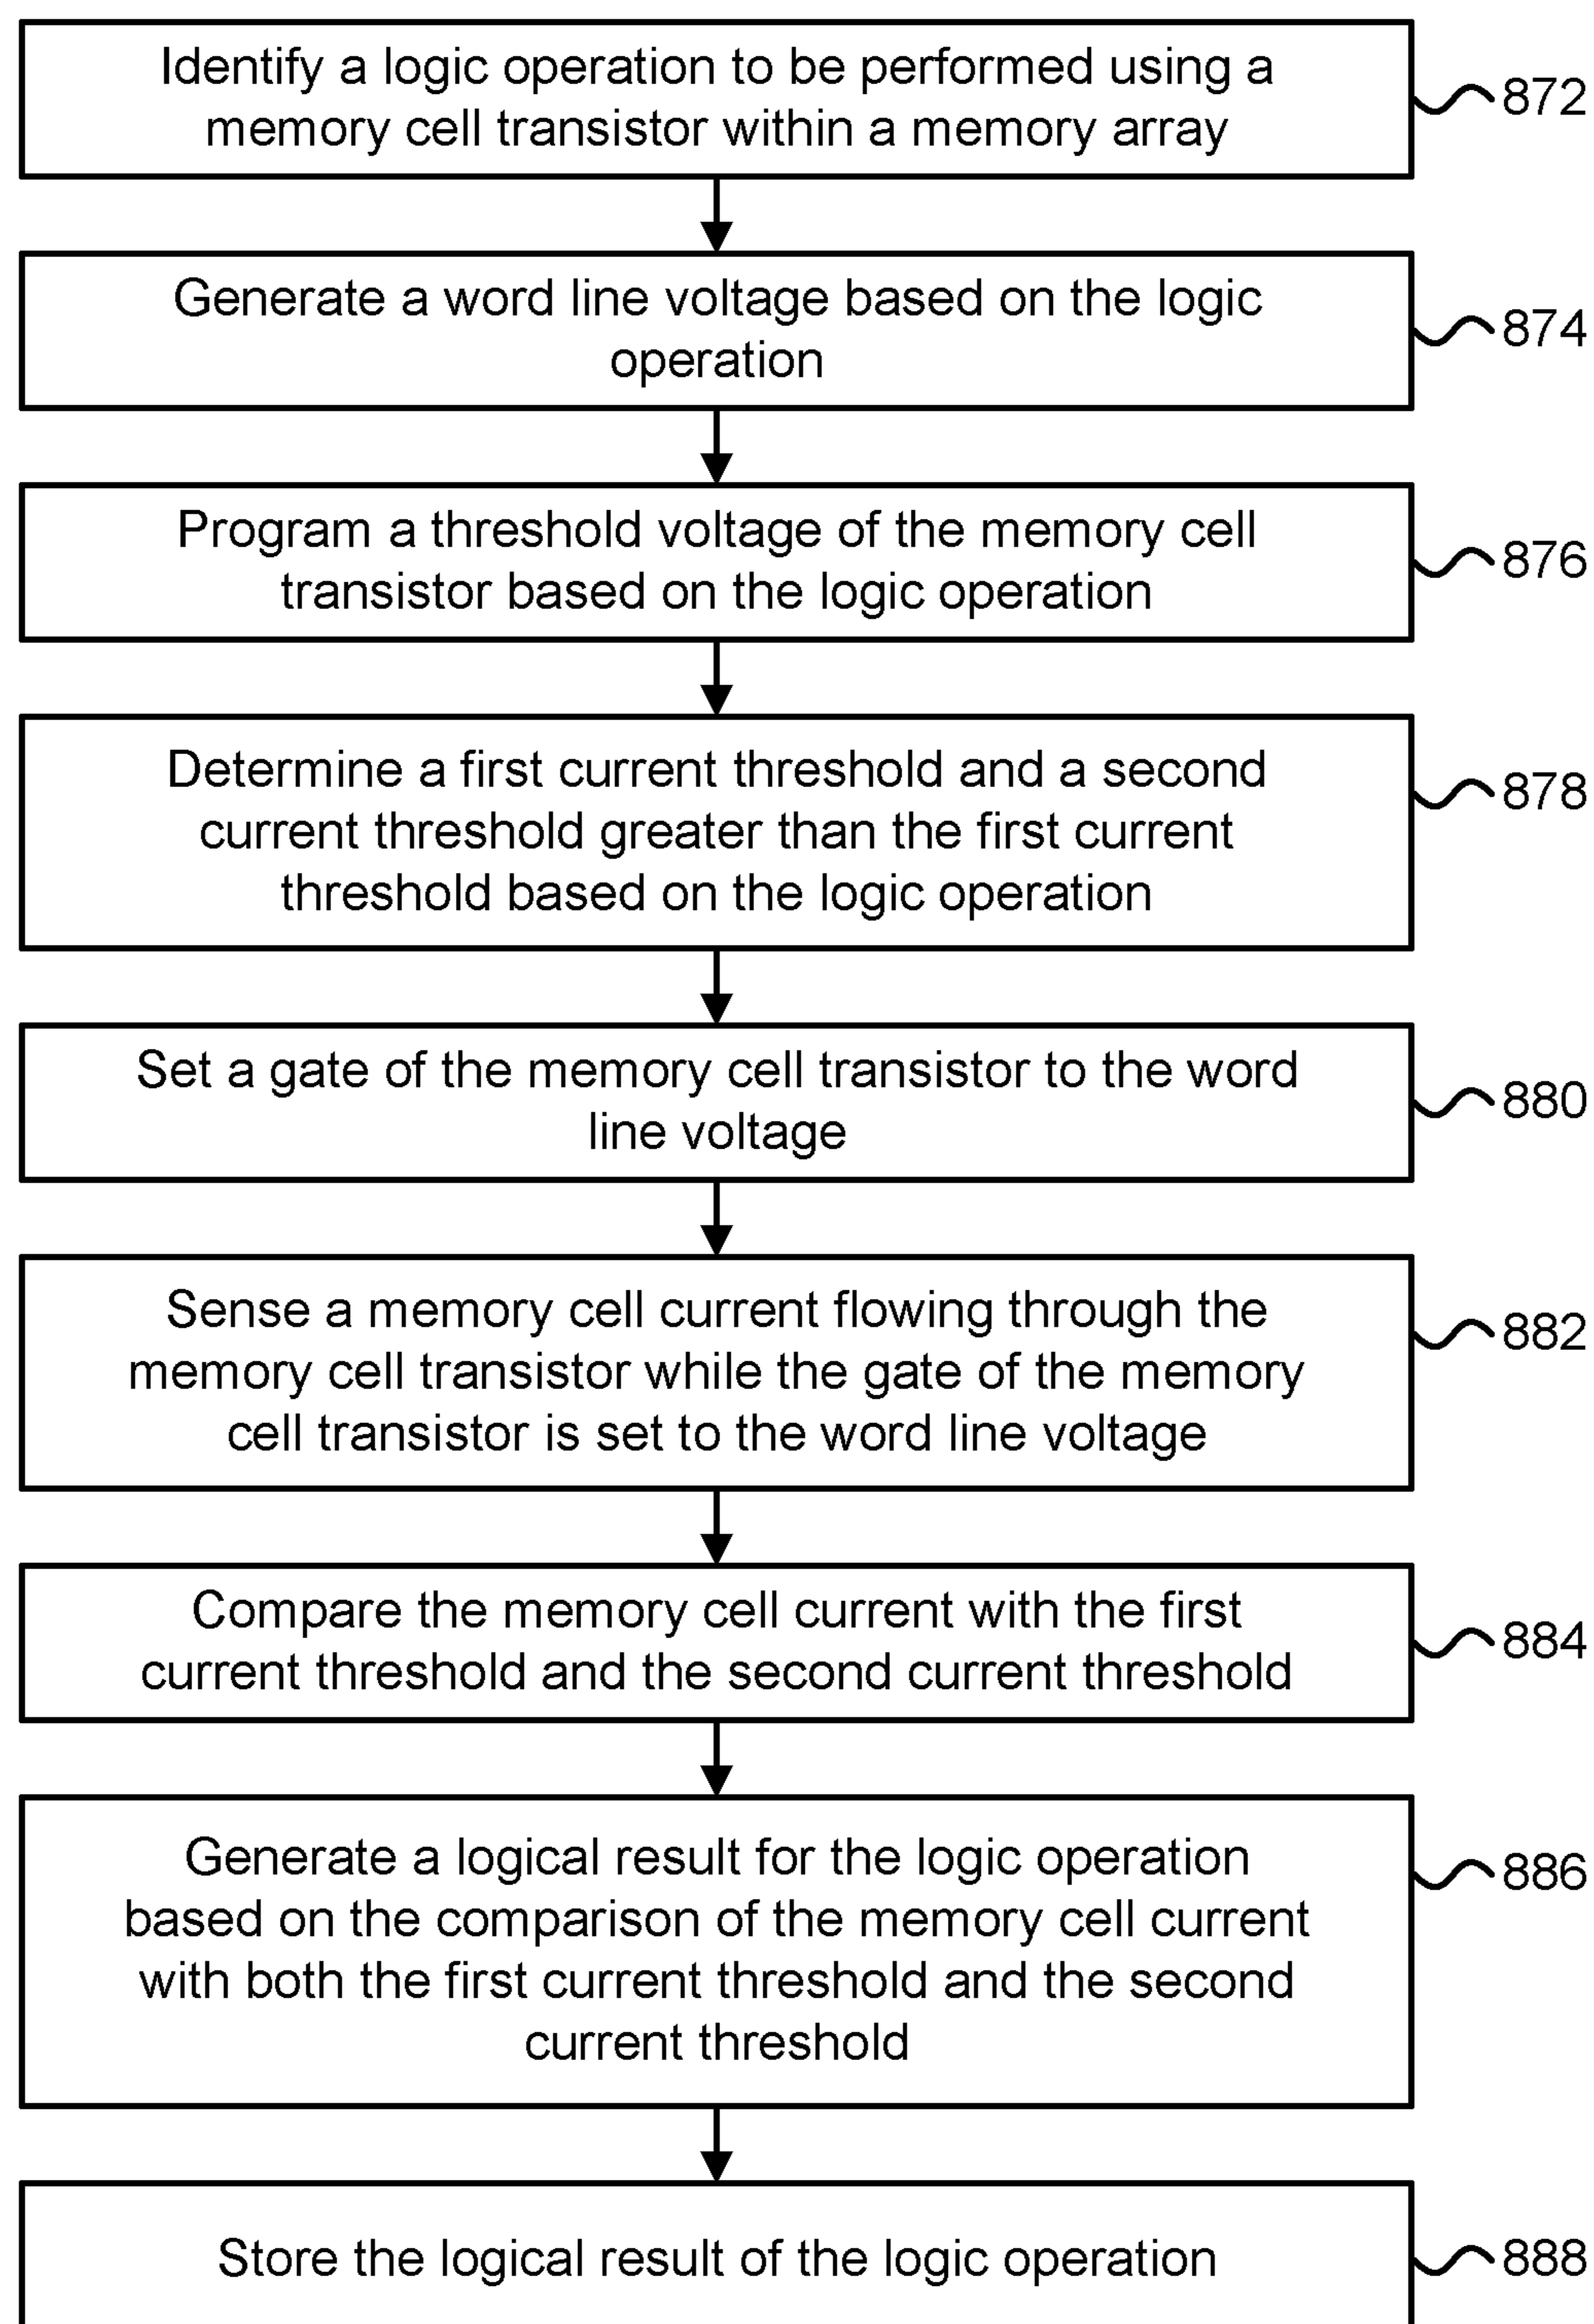 Identify a logic operation to be performed using a
memory cell transistor within a memory array
872
Generate a word line voltage based on the logic
operation
874
Program a threshold voltage of the memory cell
transistor based on the logic operation
876
Determine a first current threshold and a second
current threshold greater than the first current
threshold based on the logic operation
878
Set a gate of the memory cell transistor to the word
line voltage
880
Sense a memory cell current flowing through the
memory cell transistor while the gate of the memory
cell transistor is set to the word line voltage
882
Compare the memory cell current with the first
current threshold and the second current threshold
884
Generate a logical result for the logic operation
based on the comparison of the memory cell current
with both the first current threshold and the second
current threshold
886
Store the logical result of the logic operation
888